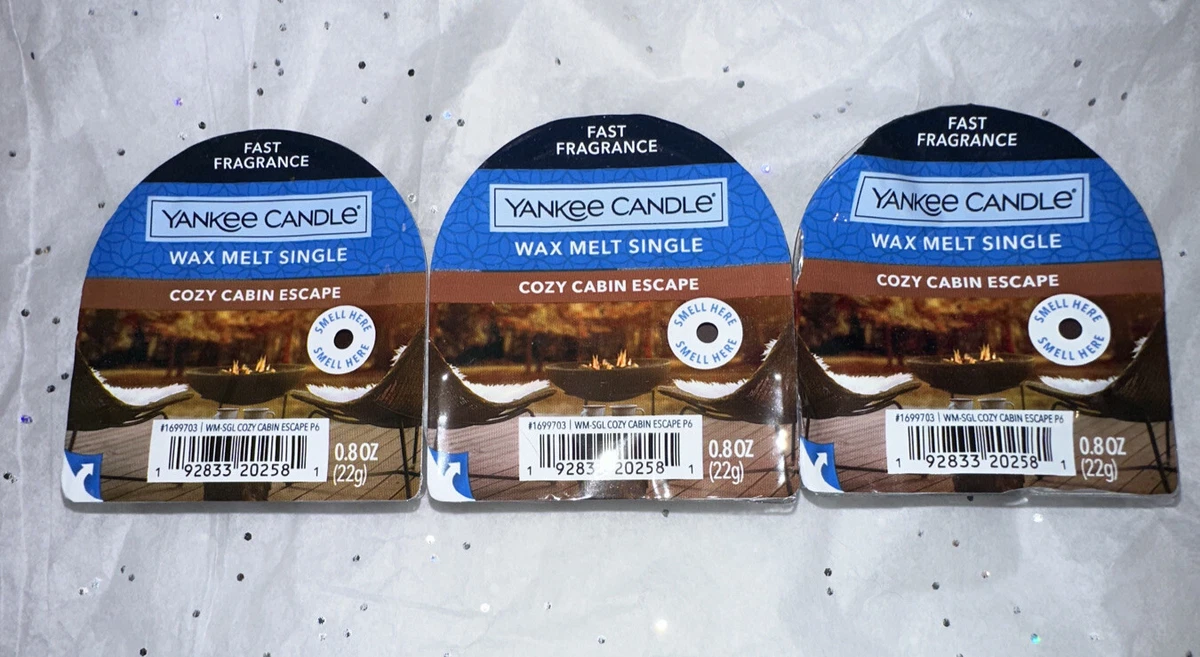 FAST
FRAGRANCE
YANKEE CANDLE®
WAX MELT SINGLE
COZY CABIN ESCAPE
SMELL HERE
SMELL HERE
#1699703 | WM-SGL COZY CABIN ESCAPE P6
1 92833 20258 1
0.8 OZ
(22g)
FAST
FRAGRANCE
YANKEE CANDLE®
WAX MELT SINGLE
COZY CABIN ESCAPE
SMELL HERE
SMELL HERE
#1699703 | WM-SGL COZY CABIN ESCAPE P6
1 92833 20258 1
0.8 OZ
(22g)
FAST
FRAGRANCE
YANKEE CANDLE®
WAX MELT SINGLE
COZY CABIN ESCAPE
SMELL HERE
SMELL HERE
#1699703 | WM-SGL COZY CABIN ESCAPE P6
1 92833 20258 1
0.8 OZ
(22g)